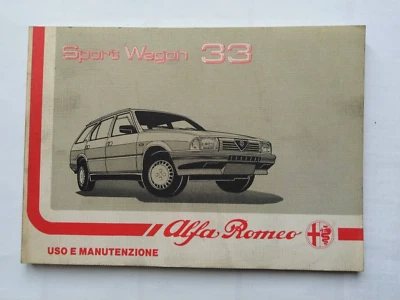 Sport Wagon 33
Alfa Romeo
USO E MANUTENZIONE